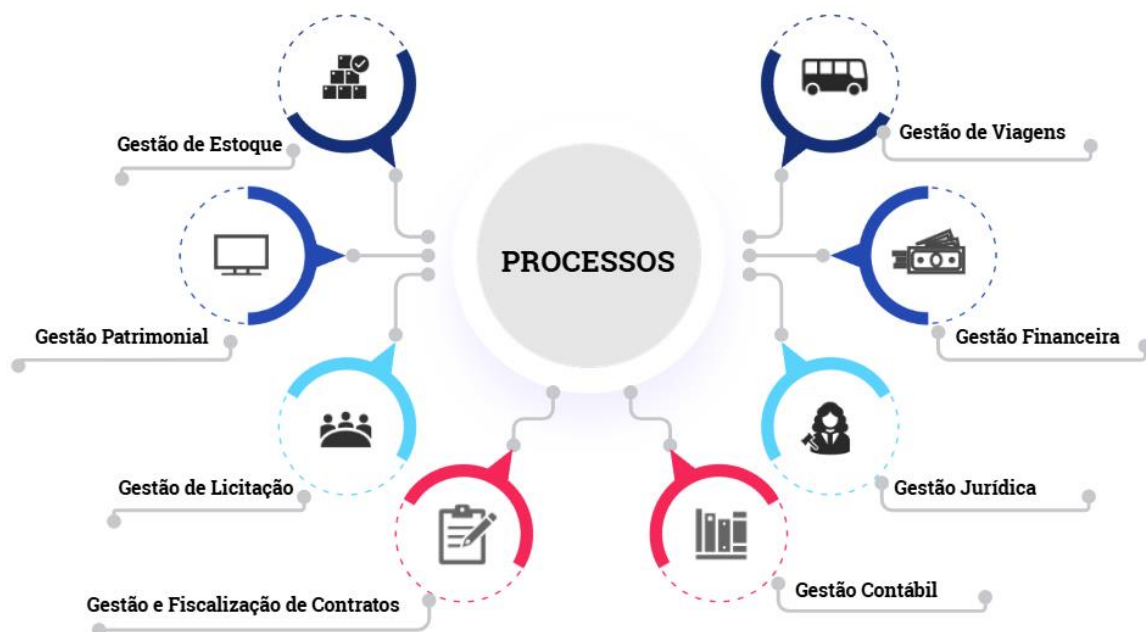 Gestão de Estoque
Gestão de Viagens
PROCESSOS
Gestão Patrimonial
Gestão Financeira
Gestão de Licitação
Gestão Jurídica
Gestão e Fiscalização de Contratos
Gestão Contábil